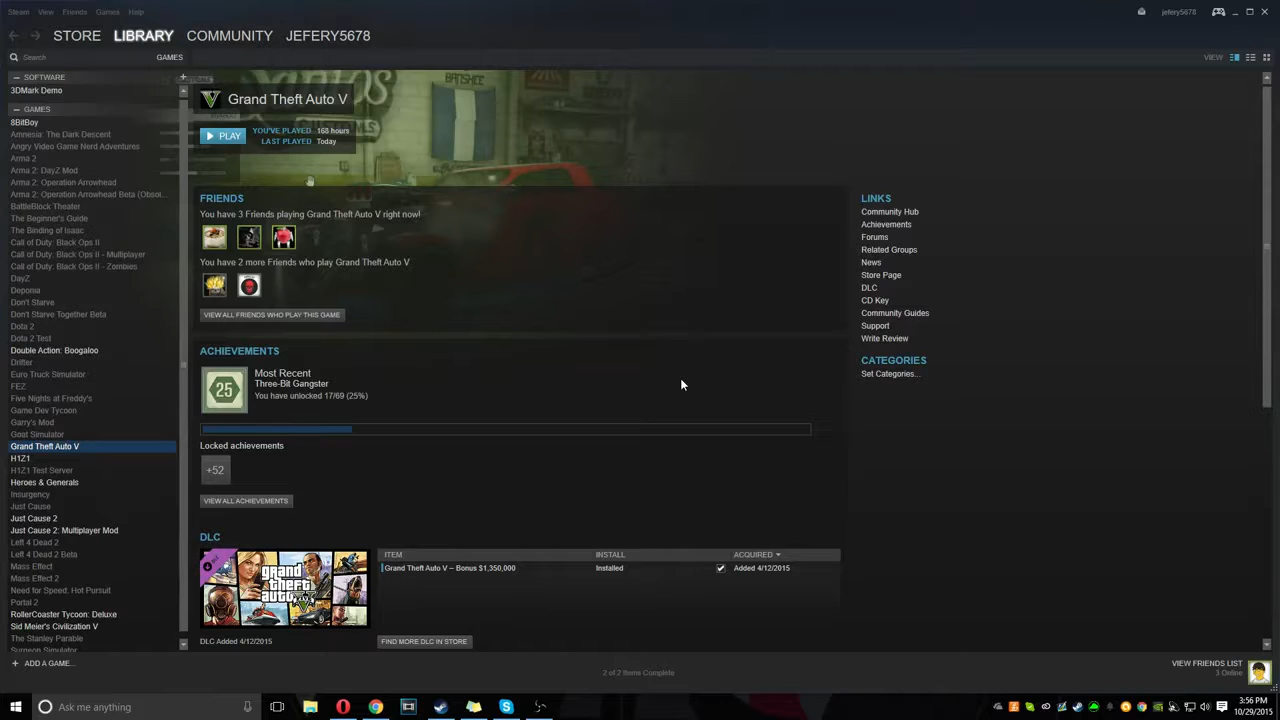 Steam View Friends Games Help
jefery5678
STORE LIBRARY COMMUNITY JEFERY5678
Search GAMES
VIEW
SOFTWARE
3DMark Demo
GAMES
8BitBoy
Amnesia: The Dark Descent
Angry Video Game Nerd Adventures
Arma 2
Arma 2: DayZ Mod
Arma 2: Operation Arrowhead
Arma 2: Operation Arrowhead Beta (Obsol...
BattleBlock Theater
The Beginner's Guide
The Binding of Isaac
Call of Duty: Black Ops II
Call of Duty: Black Ops II - Multiplayer
Call of Duty: Black Ops II - Zombies
DayZ
Deponia
Don't Starve
Don't Starve Together Beta
Dota 2
Dota 2 Test
Double Action: Boogaloo
Drifter
Euro Truck Simulator
FEZ
Five Nights at Freddy's
Game Dev Tycoon
Garry's Mod
Goat Simulator
Grand Theft Auto V
H1Z1
H1Z1 Test Server
Heroes & Generals
Insurgency
Just Cause
Just Cause 2
Just Cause 2: Multiplayer Mod
Left 4 Dead 2
Left 4 Dead 2 Beta
Mass Effect
Mass Effect 2
Need for Speed: Hot Pursuit
Portal 2
RollerCoaster Tycoon: Deluxe
Sid Meier's Civilization V
The Stanley Parable
Surgeon Simulator
+ ADD A GAME...
BANSHEE
Grand Theft Auto V
PLAY
YOU'VE PLAYED 168 hours
LAST PLAYED Today
FRIENDS
You have 3 Friends playing Grand Theft Auto V right now!
You have 2 more Friends who play Grand Theft Auto V
VIEW ALL FRIENDS WHO PLAY THIS GAME
ACHIEVEMENTS
25
Most Recent
Three-Bit Gangster
You have unlocked 17/69 (25%)
Locked achievements
+52
VIEW ALL ACHIEVEMENTS
DLC
grand theft auto V
ITEM INSTALL ACQUIRED
Grand Theft Auto V – Bonus $1,350,000 Installed Added 4/12/2015
DLC Added 4/12/2015
FIND MORE DLC IN STORE
LINKS
Community Hub
Achievements
Forums
Related Groups
News
Store Page
DLC
CD Key
Community Guides
Support
Write Review
CATEGORIES
Set Categories...
2 of 2 Items Complete
VIEW FRIENDS LIST
3 Online
Ask me anything
3:56 PM
10/29/2015